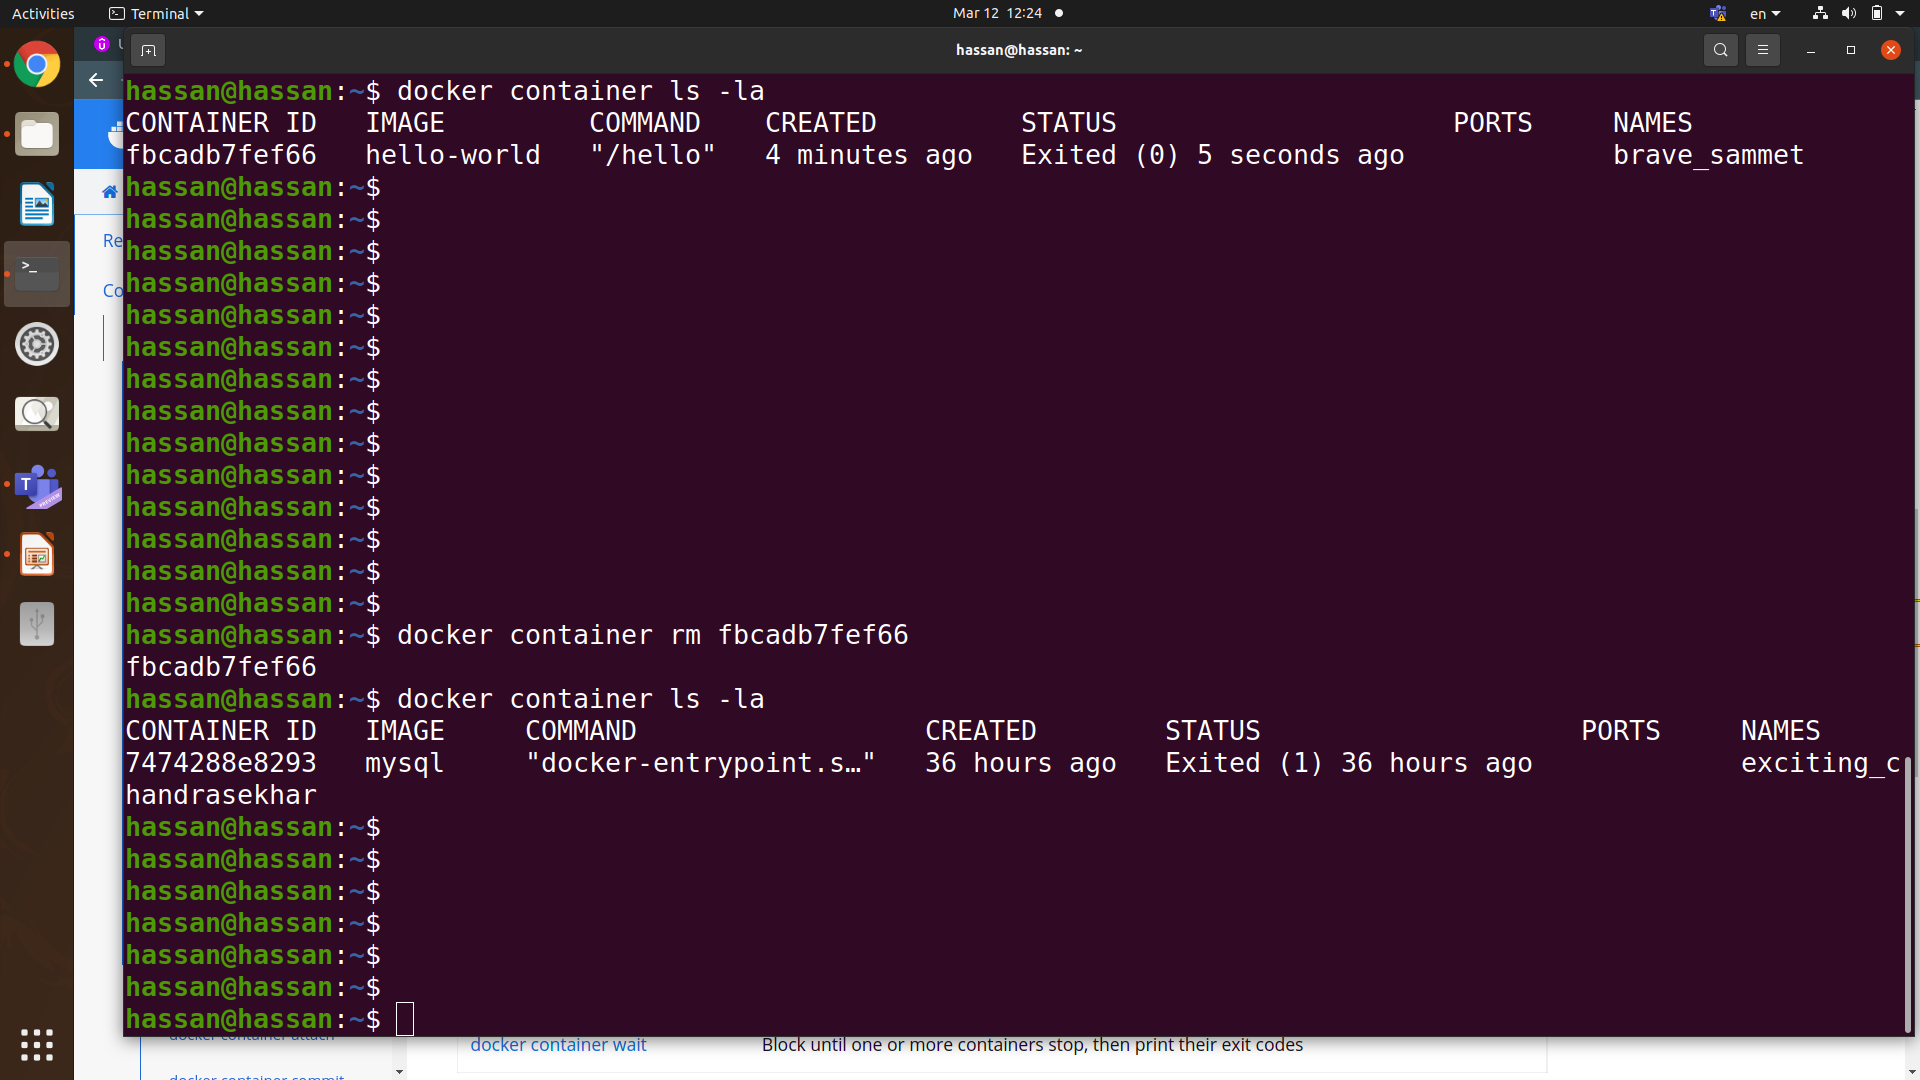 Activities Terminal Mar 12 12:24 en
hassan@hassan: ~
hassan@hassan:~$ docker container ls -la
CONTAINER ID IMAGE COMMAND CREATED STATUS PORTS NAMES
fbcadb7fef66 hello-world "/hello" 4 minutes ago Exited (0) 5 seconds ago brave_sammet
hassan@hassan:~$
hassan@hassan:~$
hassan@hassan:~$
hassan@hassan:~$
hassan@hassan:~$
hassan@hassan:~$
hassan@hassan:~$
hassan@hassan:~$
hassan@hassan:~$
hassan@hassan:~$
hassan@hassan:~$
hassan@hassan:~$
hassan@hassan:~$
hassan@hassan:~$
hassan@hassan:~$ docker container rm fbcadb7fef66
fbcadb7fef66
hassan@hassan:~$ docker container ls -la
CONTAINER ID IMAGE COMMAND CREATED STATUS PORTS NAMES
7474288e8293 mysql "docker-entrypoint.s…" 36 hours ago Exited (1) 36 hours ago exciting_c
handrasekhar
hassan@hassan:~$
hassan@hassan:~$
hassan@hassan:~$
hassan@hassan:~$
hassan@hassan:~$
hassan@hassan:~$
hassan@hassan:~$
Re
Co
docker container attach
docker container wait Block until one or more containers stop, then print their exit codes
docker container commit